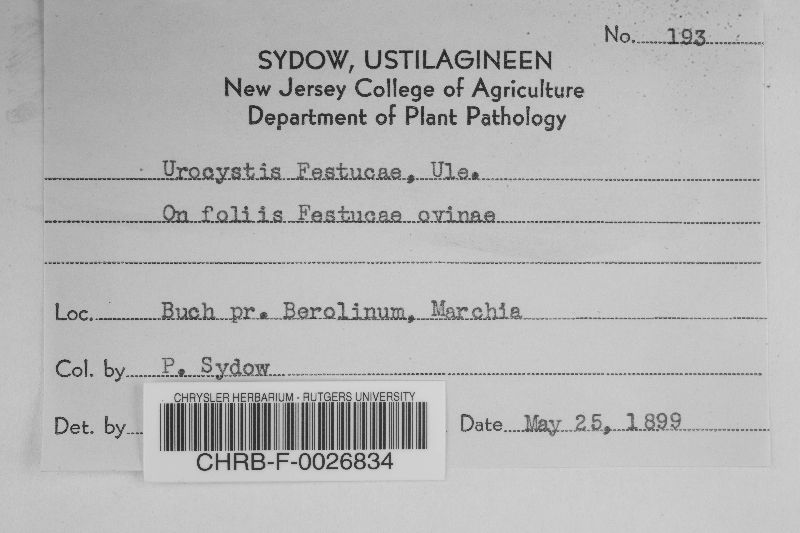 No. 193
SYDOW, USTILAGINEEN
New Jersey College of Agriculture
Department of Plant Pathology
Urocystis Festucae, Ule.
On foliis Festucae ovinae
Loc. Buch pr. Berolinum, Marchia
Col. by P. Sydow
Det. by
Date May 25, 1899
CHRYSLER HERBARIUM - RUTGERS UNIVERSITY
CHRB-F-0026834